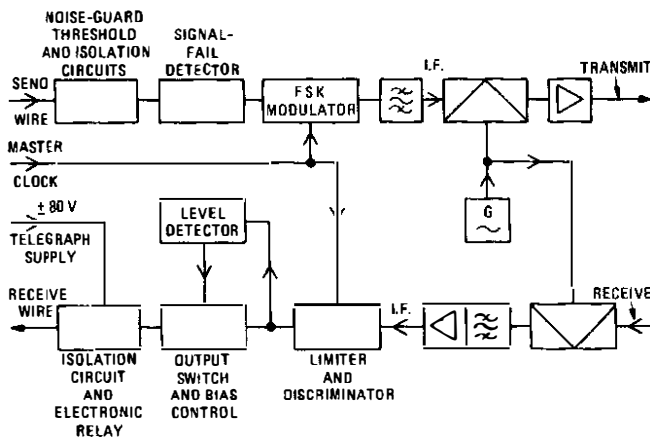 NOISE-GUARD
THRESHOLD
AND ISOLATION
CIRCUITS
SIGNAL-
FAIL
DETECTOR
SEND
WIRE
FSK
MODULATOR
I.F.
TRANSMIT
MASTER
CLOCK
± 80 V
TELEGRAPH
SUPPLY
LEVEL
DETECTOR
G
RECEIVE
WIRE
I.F.
RECEIVE
ISOLATION
CIRCUIT
AND
ELECTRONIC
RELAY
OUTPUT
SWITCH
AND BIAS
CONTROL
LIMITER
AND
DISCRIMINATOR